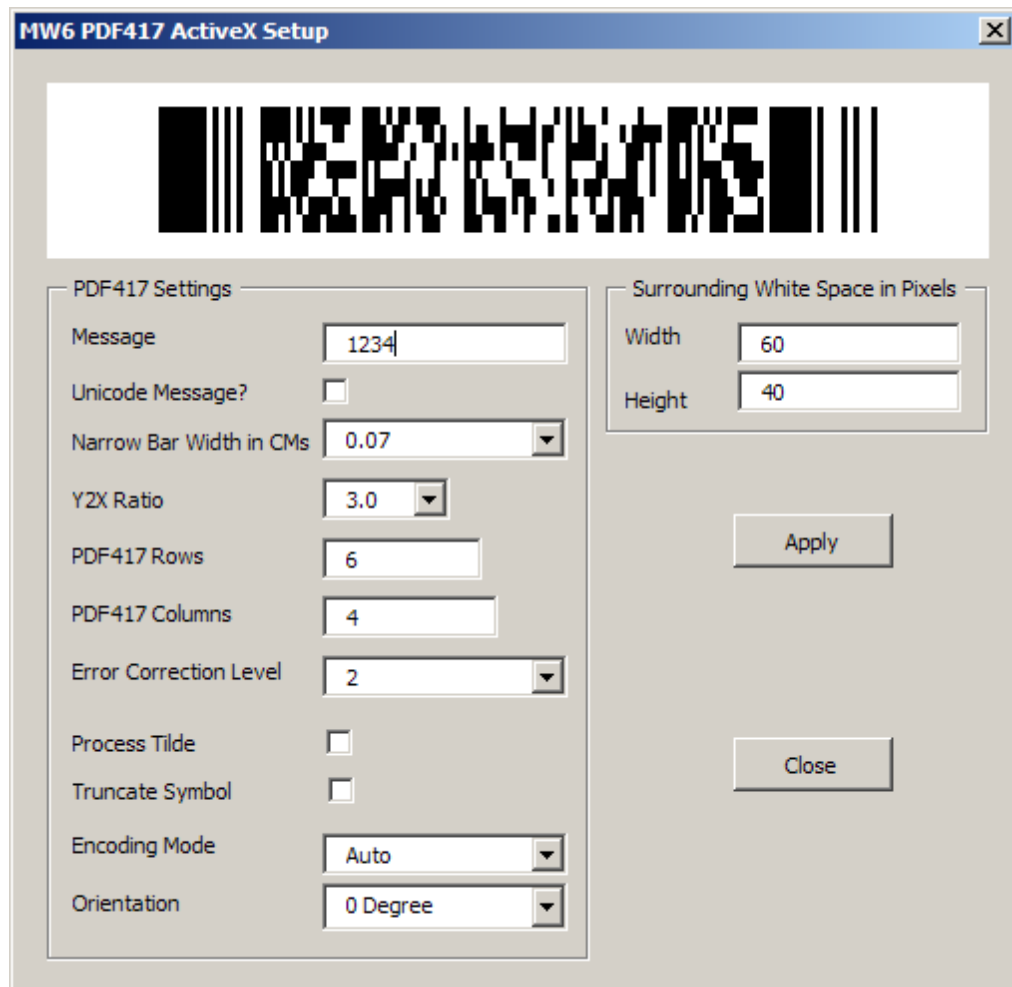 MW6 PDF417 ActiveX Setup
PDF417 Settings
Message 1234
Unicode Message?
Narrow Bar Width in CMs 0.07
Y2X Ratio 3.0
PDF417 Rows 6
PDF417 Columns 4
Error Correction Level 2
Process Tilde
Truncate Symbol
Encoding Mode Auto
Orientation 0 Degree
Surrounding White Space in Pixels
Width 60
Height 40
Apply
Close